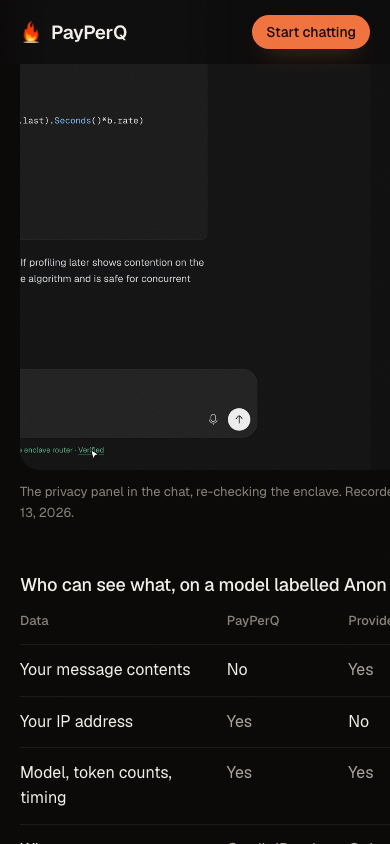 PayPerQ
Start chatting
.last).Seconds()*b.rate)
If profiling later shows contention on the
e algorithm and is safe for concurrent
enclave router · Verified
The privacy panel in the chat, re-checking the enclave.
13, 2026.
Who can see what, on a model labelled Anon
Data PayPerQ
Your message contents No Yes
Your IP address Yes No
Model, token counts, Yes Yes
timing